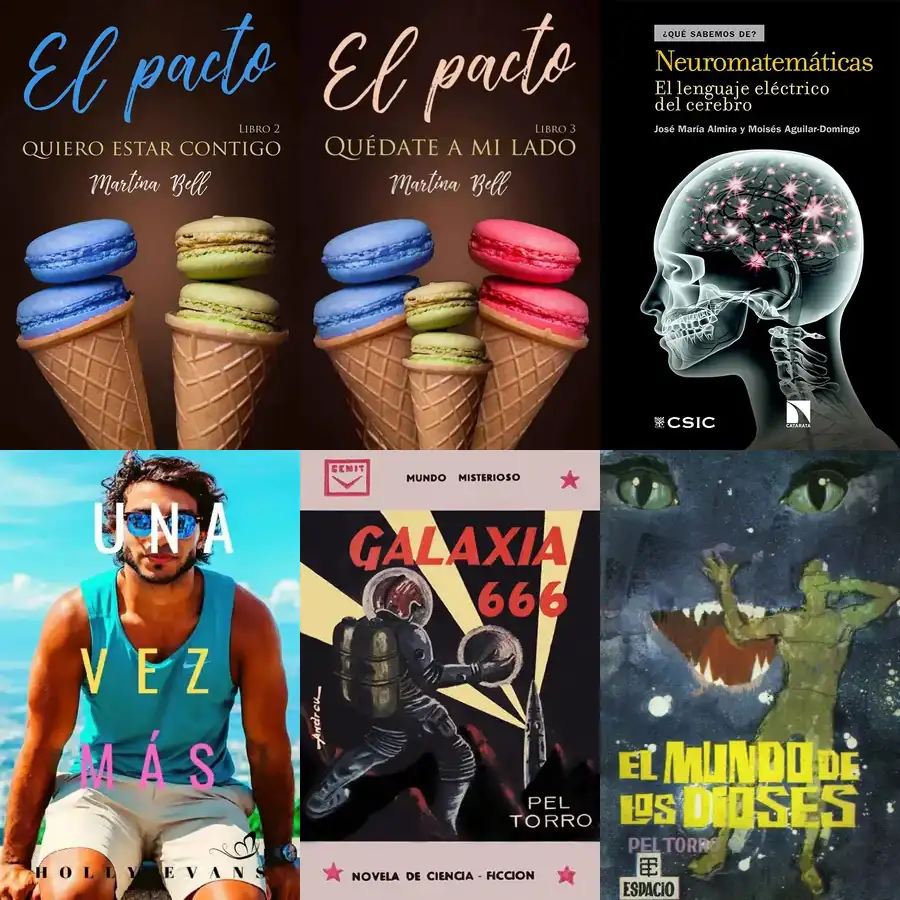 El pacto
LIBRO 2
QUIERO ESTAR CONTIGO
Martina Bell
El pacto
LIBRO 3
QUÉDATE A MI LADO
Martina Bell
¿QUÉ SABEMOS DE?
Neuromatemáticas
El lenguaje eléctrico
del cerebro
José María Almira y Moisés Aguilar-Domingo
CSIC
CATARATA
UNA
VEZ
MÁS
HOLLY EVANS
CENIT
MUNDO MISTERIOSO
GALAXIA
666
Andreu
PEL
TORRO
NOVELA DE CIENCIA - FICCION
EL MUNDO DE
LOS DIOSES
PEL TORRO
ESPACIO